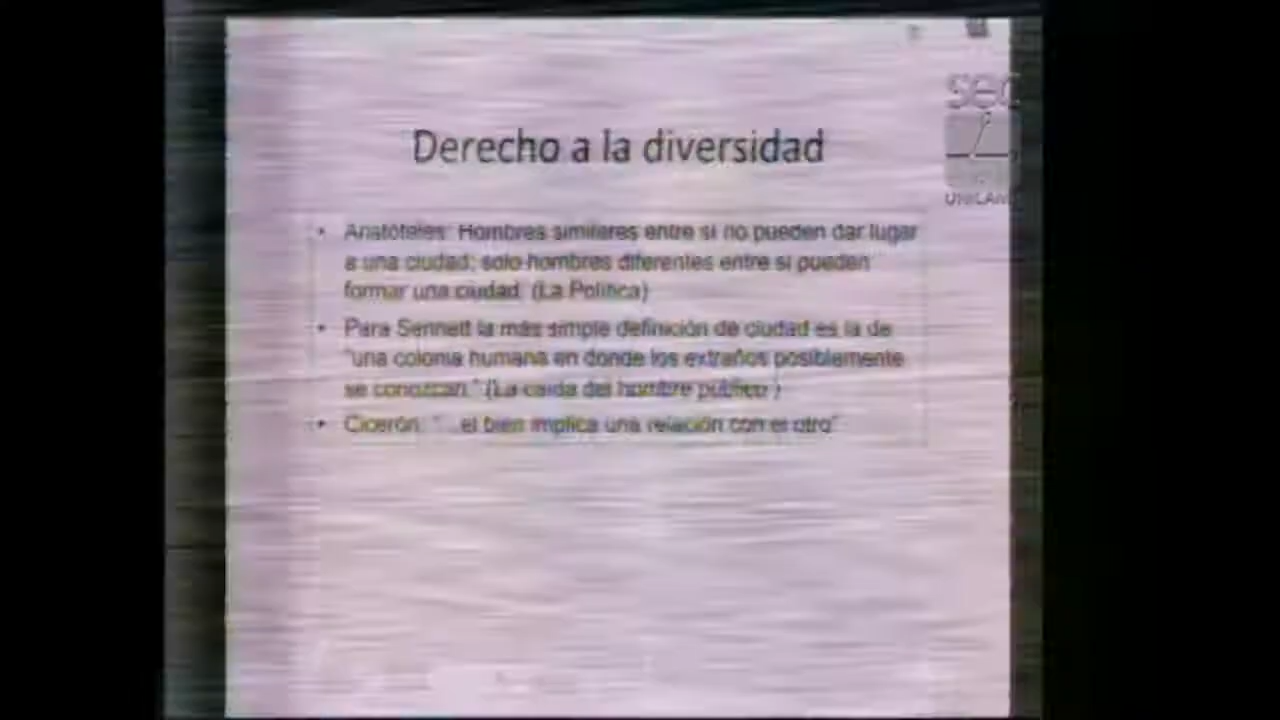 Derecho a la diversidad
• Aristóteles: Hombres similares entre sí no pueden dar lugar
a una ciudad; solo hombres diferentes entre sí pueden
formar una ciudad. (La Política)
• Para Sennett la más simple definición de ciudad es la de
"una colonia humana en donde los extraños posiblemente
se conozcan." (La caída del hombre público )
• Cicerón: "...el bien implica una relación con el otro"